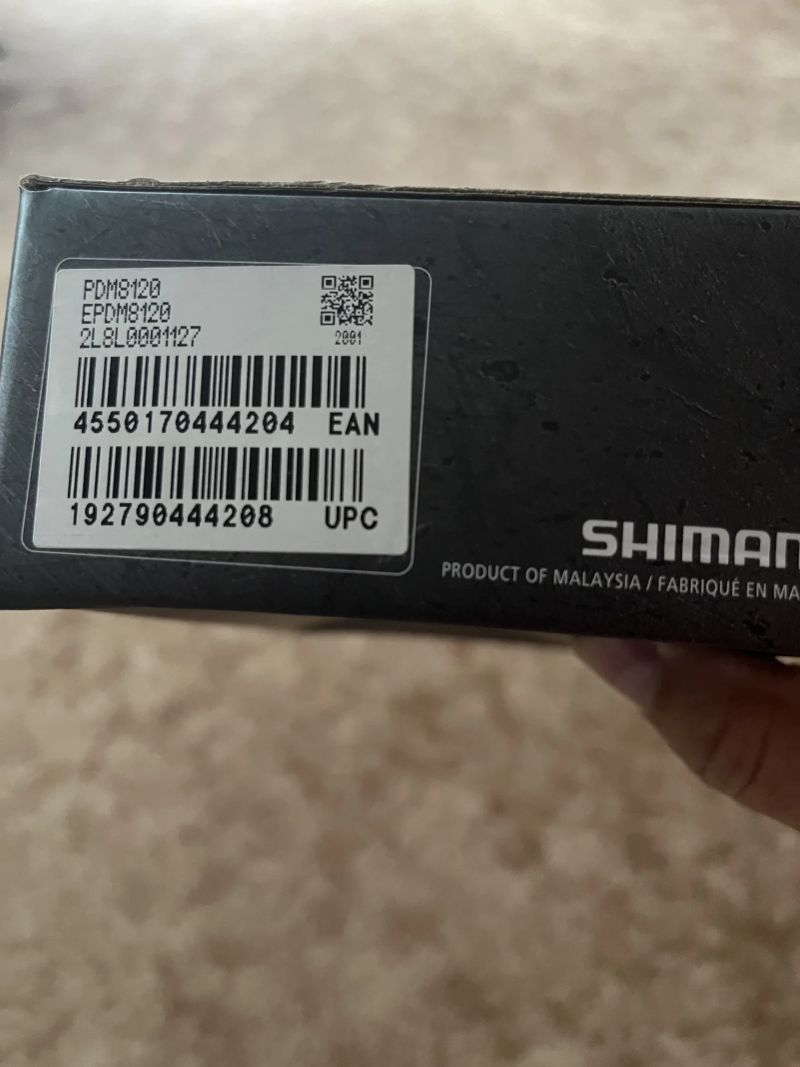 PDM8120
EPDM8120
2L8L0001127
2001
4550170444204 EAN
192790444208 UPC
SHIMAN
PRODUCT OF MALAYSIA / FABRIQUÉ EN MA